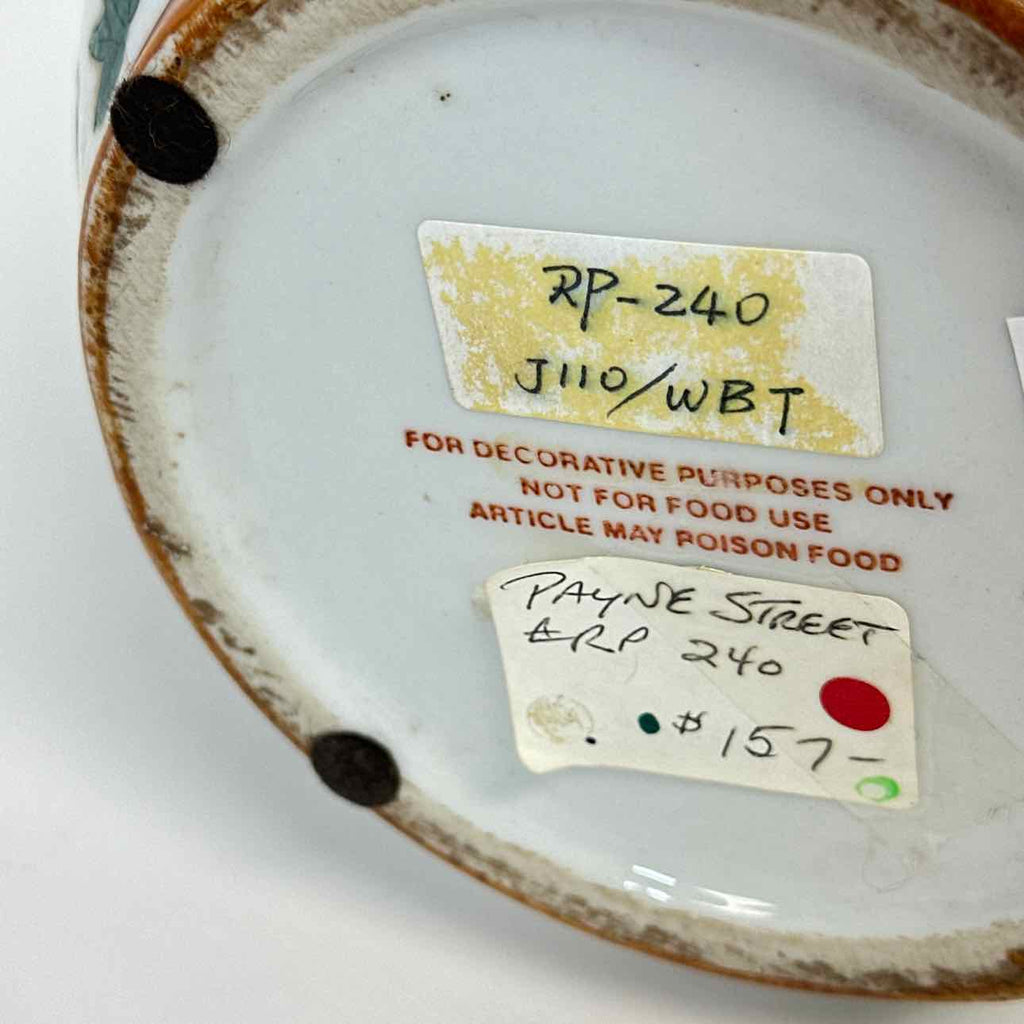 RP-240
J110/WBT
FOR DECORATIVE PURPOSES ONLY
NOT FOR FOOD USE
ARTICLE MAY POISON FOOD
PAYNE STREET
RP 240
$157-